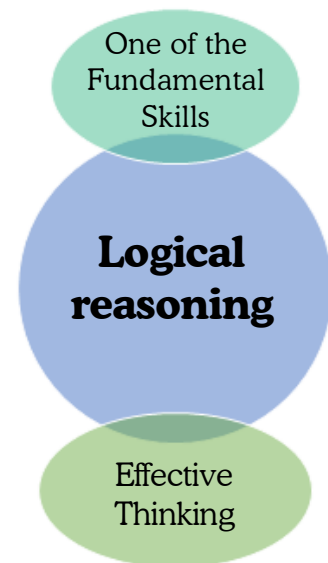 One of the
Fundamental
Skills
Logical
reasoning
Effective
Thinking